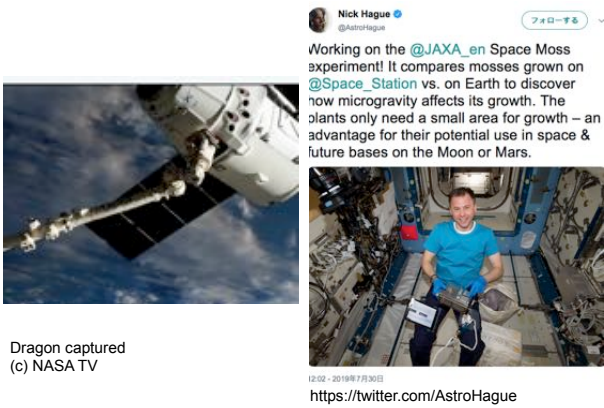 Dragon captured
(c) NASA TV
Nick Hague
@AstroHague
フォローする
Working on the @JAXA_en Space Moss
experiment! It compares mosses grown on
@Space_Station vs. on Earth to discover
how microgravity affects its growth. The
plants only need a small area for growth – an
advantage for their potential use in space &
future bases on the Moon or Mars.
12:02 - 2019年7月30日
https://twitter.com/AstroHague